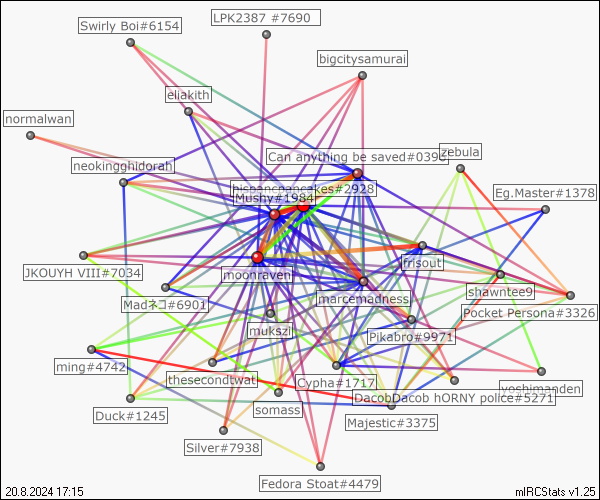 LPK2387 #7690
Swirly Boi#6154
bigcitysamurai
eliakith
normalwan
Can anything be saved#0396
zebula
neokingghidorah
hispancpancakes#2928
Mushy#1984
Eg.Master#1378
JKOUYH VIII#7034
moonraven
frisout
marcemadness
shawntee9
Madネコ#6901
Pocket Persona#3326
mukszi
Pikabro#9971
ming#4742
thesecondtwat
Cypha#1717
yoshimanden
DacobDacob hORNY police#5271
Duck#1245
somass
Majestic#3375
Silver#7938
Fedora Stoat#4479
20.8.2024 17:15
mIRCStats v1.25